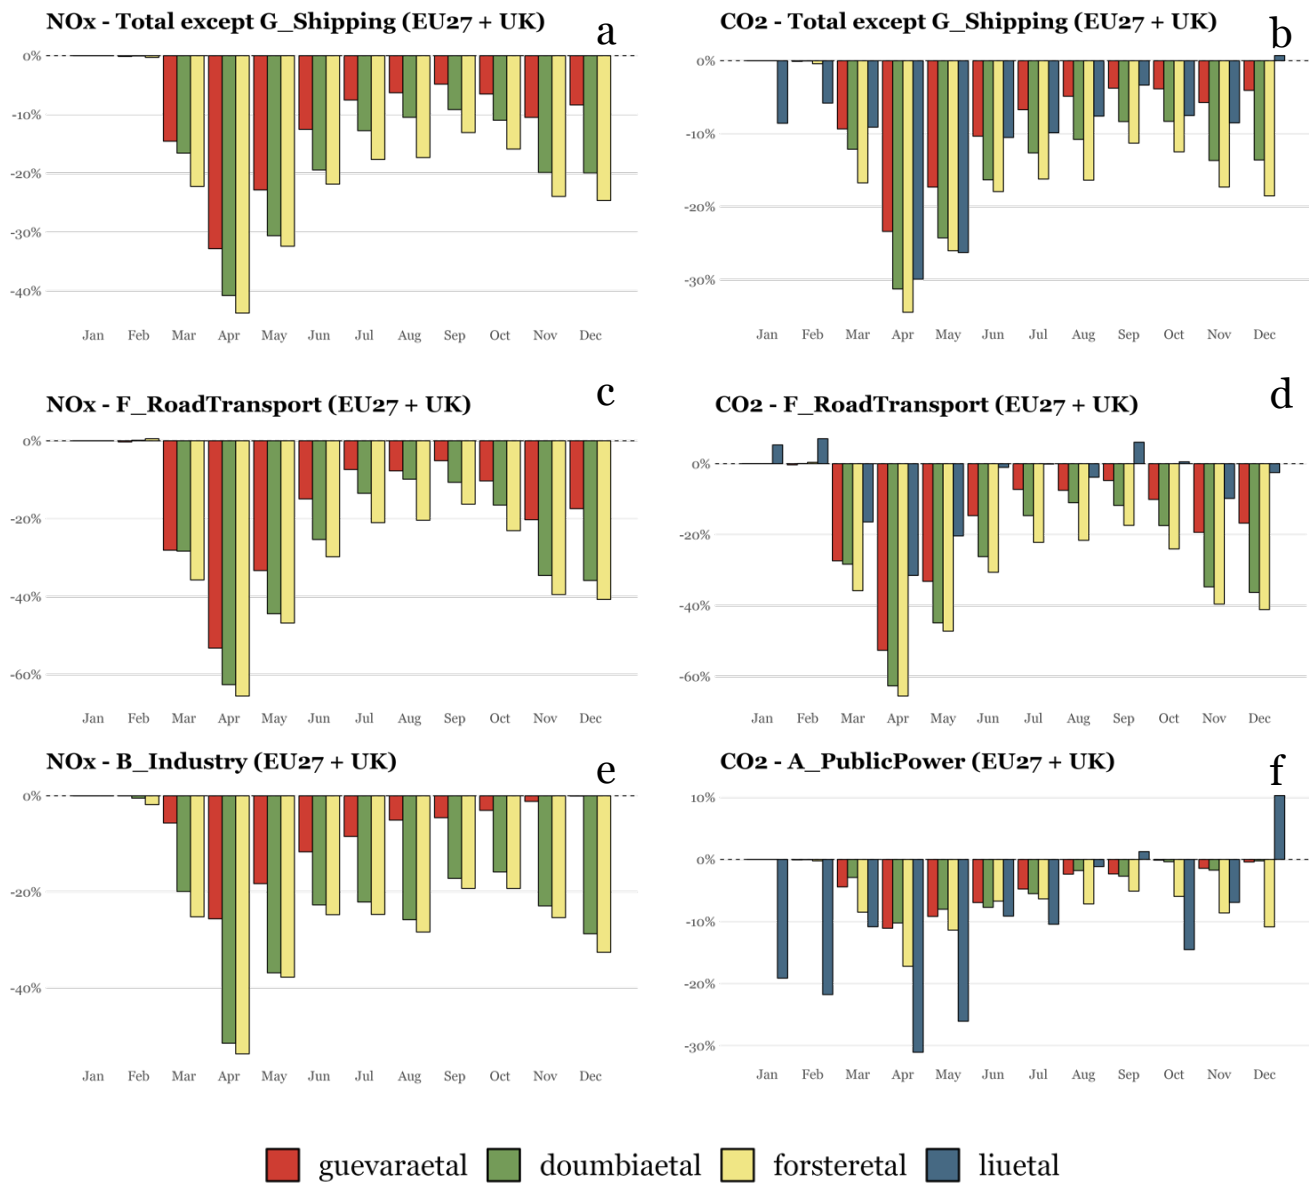 NOx - Total except G_Shipping (EU27 + UK)
a
0%
-10%
-20%
-30%
-40%
Jan Feb Mar Apr May Jun Jul Aug Sep Oct Nov Dec
CO2 - Total except G_Shipping (EU27 + UK)
b
0%
-10%
-20%
-30%
Jan Feb Mar Apr May Jun Jul Aug Sep Oct Nov Dec
NOx - F_RoadTransport (EU27 + UK)
c
0%
-20%
-40%
-60%
Jan Feb Mar Apr May Jun Jul Aug Sep Oct Nov Dec
CO2 - F_RoadTransport (EU27 + UK)
d
0%
-20%
-40%
-60%
Jan Feb Mar Apr May Jun Jul Aug Sep Oct Nov Dec
NOx - B_Industry (EU27 + UK)
e
0%
-20%
-40%
Jan Feb Mar Apr May Jun Jul Aug Sep Oct Nov Dec
CO2 - A_PublicPower (EU27 + UK)
f
10%
0%
-10%
-20%
-30%
Jan Feb Mar Apr May Jun Jul Aug Sep Oct Nov Dec
guevaraetal doumbiaetal forsteretal liuetal